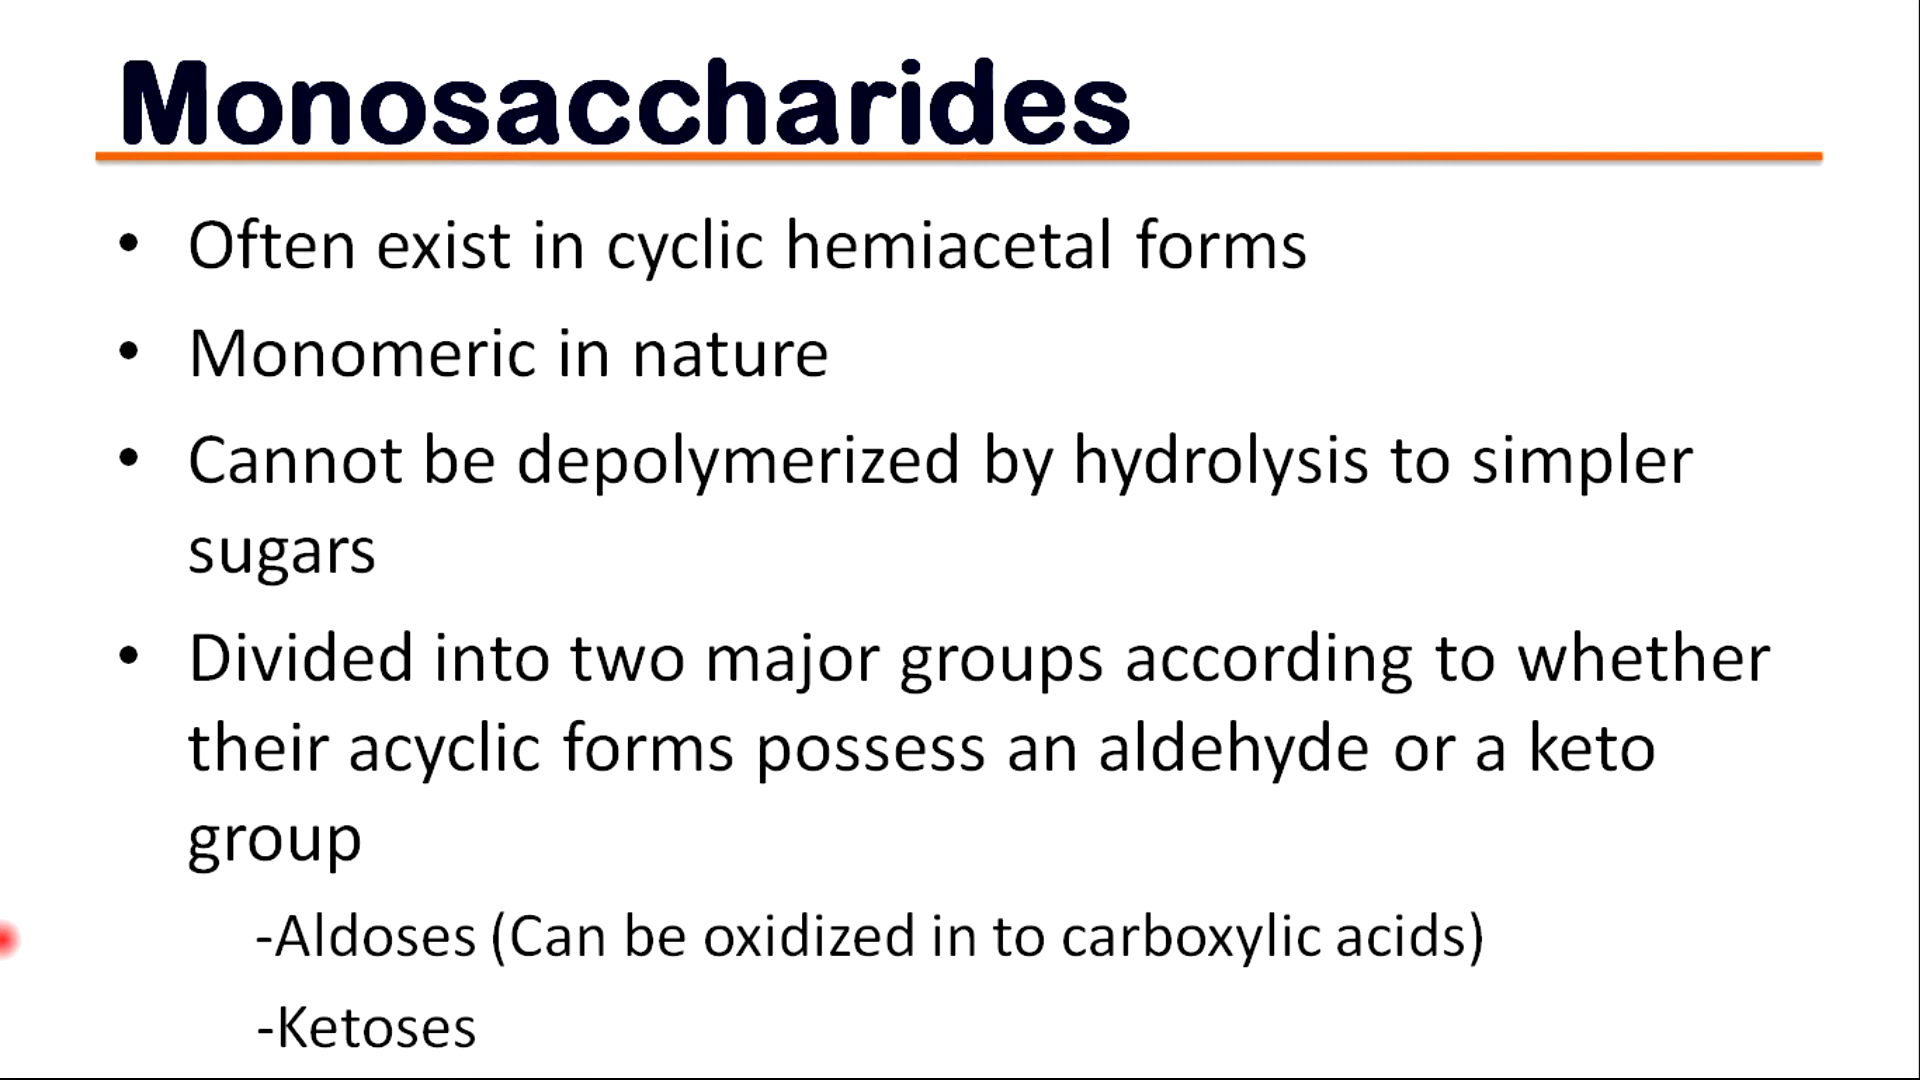 Monosaccharides
• Often exist in cyclic hemiacetal forms
• Monomeric in nature
• Cannot be depolymerized by hydrolysis to simpler
sugars
• Divided into two major groups according to whether
their acyclic forms possess an aldehyde or a keto
group
-Aldoses (Can be oxidized in to carboxylic acids)
-Ketoses